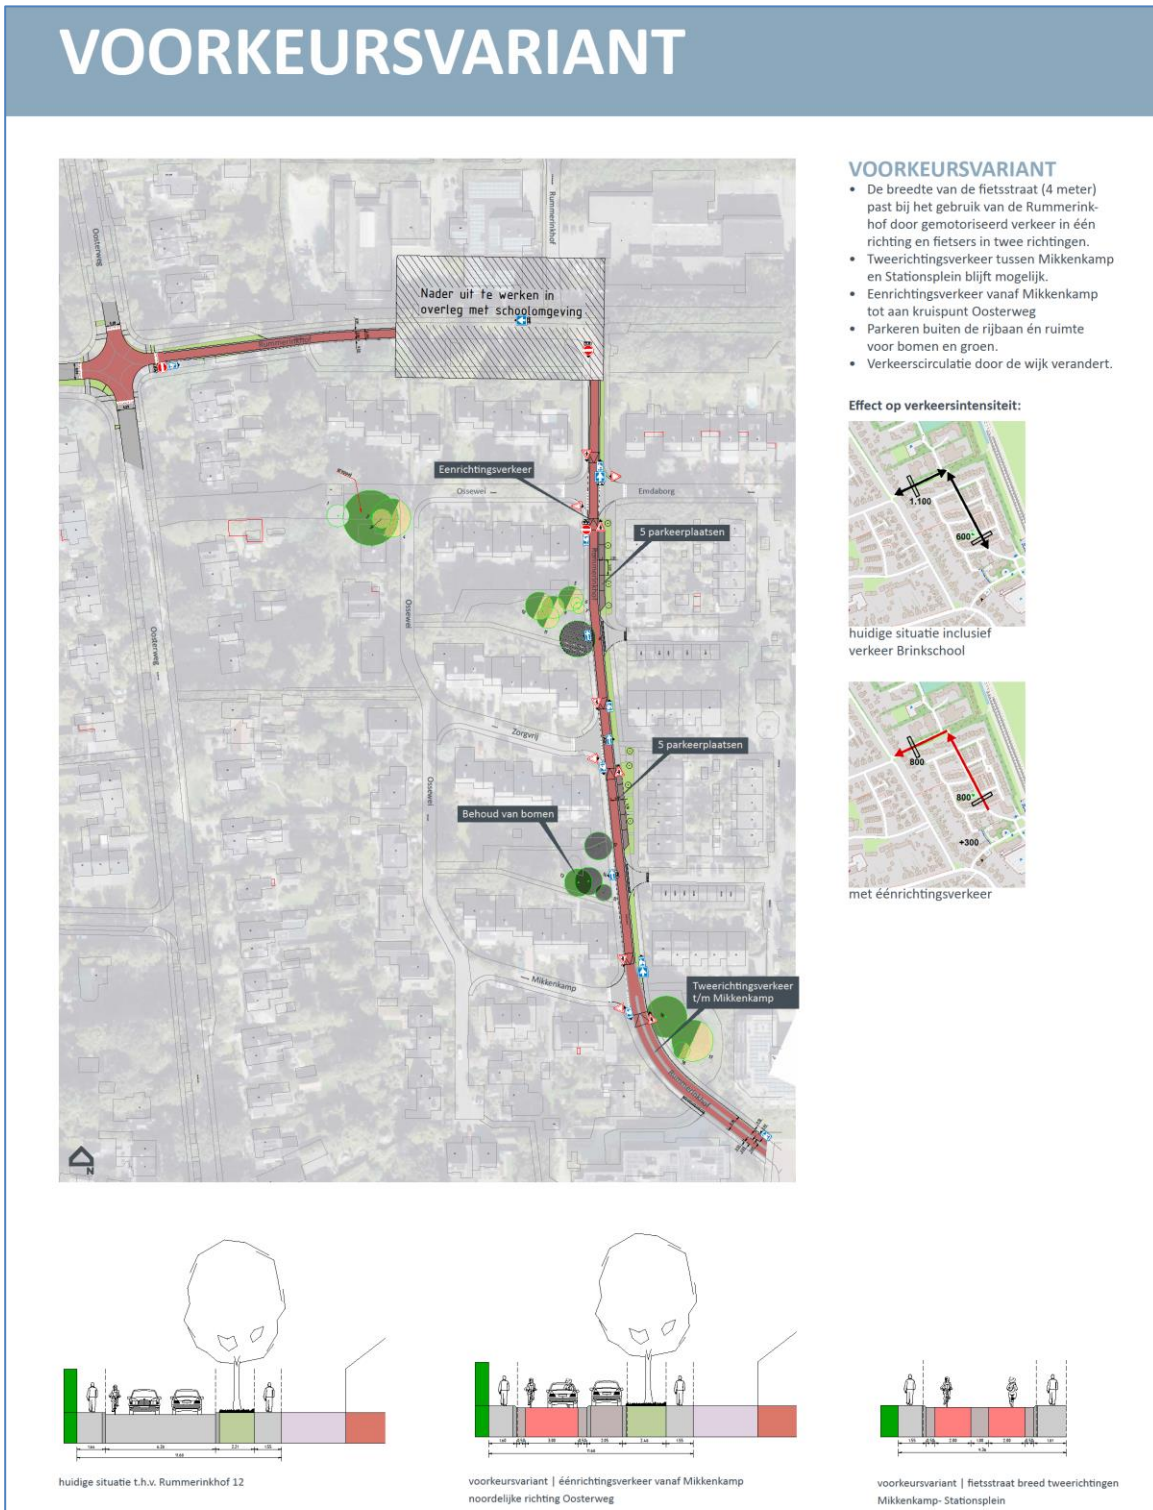 VOORKEURSVARIANT
Oosterweg
Rummerinkhof
Nader uit te werken in
overleg met schoolomgeving
Rummerinkhof
Eenrichtingsverkeer
Ossewei
Emdaborg
5 parkeerplaatsen
Rummerinkhof
Ossewei
Oosterweg
Zorgvrij
5 parkeerplaatsen
Ossewei
Behoud van bomen
Mikkenkamp
Tweerichtingsverkeer
t/m Mikkenkamp
Rummerinkhof
N
VOORKEURSVARIANT
• De breedte van de fietsstraat (4 meter)
past bij het gebruik van de Rummerink-
hof door gemotoriseerd verkeer in één
richting en fietsers in twee richtingen.
• Tweerichtingsverkeer tussen Mikkenkamp
en Stationsplein blijft mogelijk.
• Eenrichtingsverkeer vanaf Mikkenkamp
tot aan kruispunt Oosterweg
• Parkeren buiten de rijbaan én ruimte
voor bomen en groen.
• Verkeerscirculatie door de wijk verandert.
Effect op verkeersintensiteit:
1.100
600
huidige situatie inclusief
verkeer Brinkschool
800
800
+300
met éénrichtingsverkeer
huidige situatie t.h.v. Rummerinkhof 12
voorkeursvariant | éénrichtingsverkeer vanaf Mikkenkamp
noordelijke richting Oosterweg
voorkeursvariant | fietsstraat breed tweerichtingen
Mikkenkamp- Stationsplein